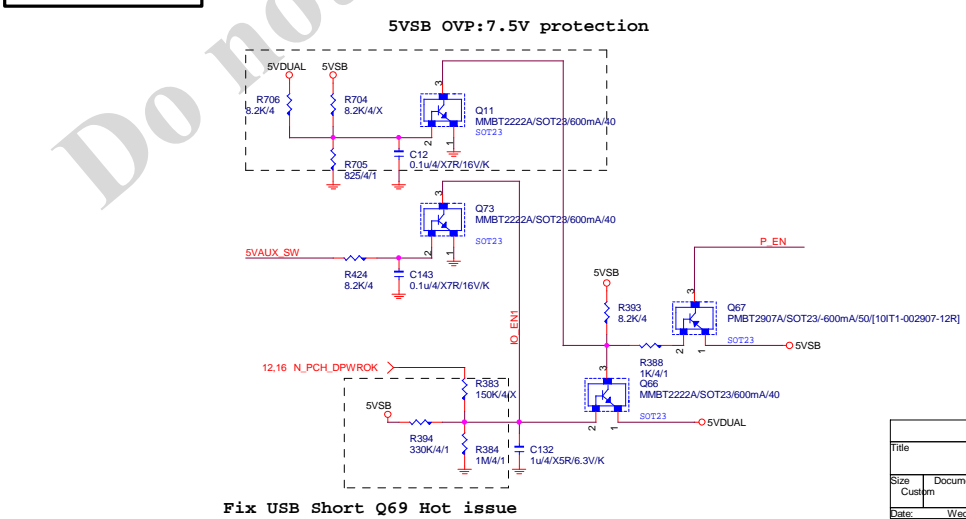 Do no
5VSB OVP:7.5V protection
5VDUAL
5VSB
R706
8.2K/4
R704
8.2K/4/X
3
Q11
MMBT2222A/SOT23/600mA/40
SOT23
2
1
C12
0.1u/4/X7R/16V/K
R705
825/4/1
3
Q73
MMBT2222A/SOT23/600mA/40
SOT23
2
1
5VAUX_SW
R424
8.2K/4
C143
0.1u/4/X7R/16V/K
P_EN
5VSB
R393
8.2K/4
3
Q67
PMBT2907A/SOT23/-600mA/50/[10IT1-002907-12R]
SOT23
2
1
5VSB
IO_EN1
R388
1K/4/1
3
Q66
MMBT2222A/SOT23/600mA/40
SOT23
2
1
5VDUAL
12,16 N_PCH_DPWROK
R383
150K/4/X
5VSB
R394
330K/4/1
R384
1M/4/1
C132
1u/4/X5R/6.3V/K
Fix USB Short Q69 Hot issue
Title
Size
Docume
Custom
Date:
Wed